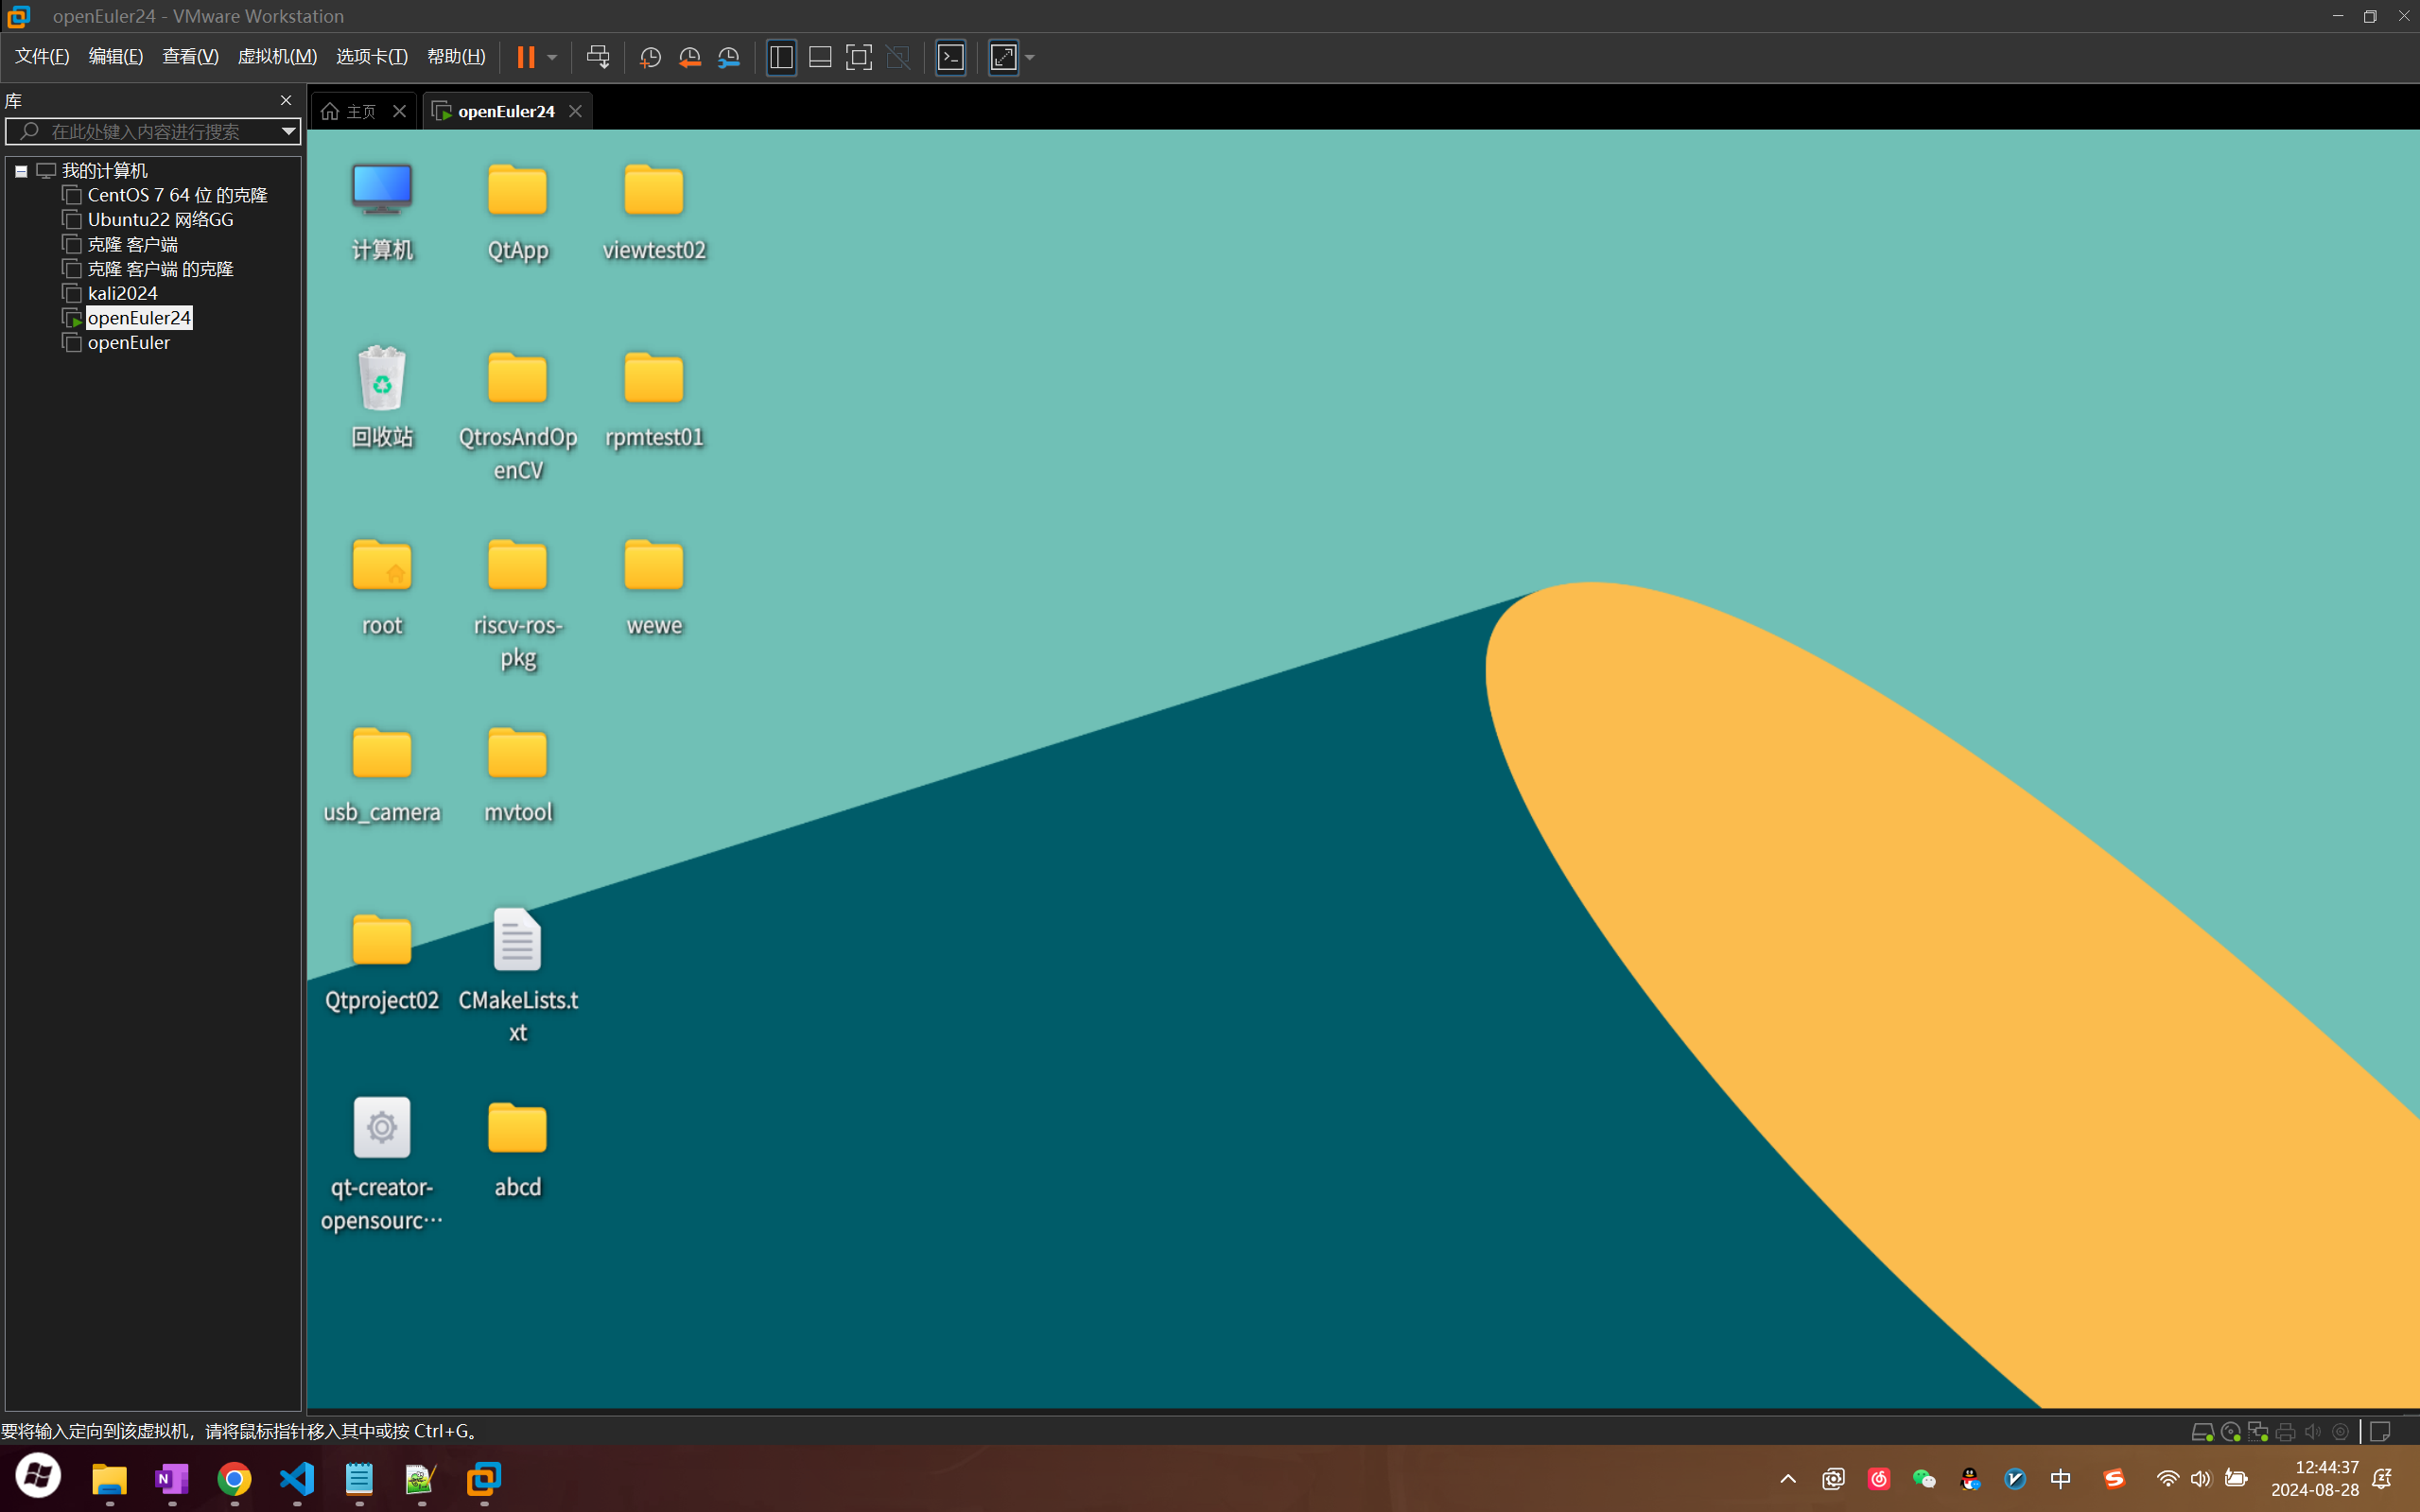 openEuler24 - VMware Workstation
文件(F) 编辑(E) 查看(V) 虚拟机(M) 选项卡(T) 帮助(H)
库
在此处键入内容进行搜索
我的计算机
CentOS 7 64 位 的克隆
Ubuntu22 网络GG
克隆 客户端
克隆 客户端 的克隆
kali2024
openEuler24
openEuler
主页
openEuler24
计算机
QtApp
viewtest02
回收站
QtrosAndOp
enCV
rpmtest01
root
riscv-ros-
pkg
wewe
usb_camera
mvtool
Qtproject02
CMakeLists.t
xt
qt-creator-
opensourc…
abcd
要将输入定向到该虚拟机，请将鼠标指针移入其中或按 Ctrl+G。
中
12:44:37
2024-08-28